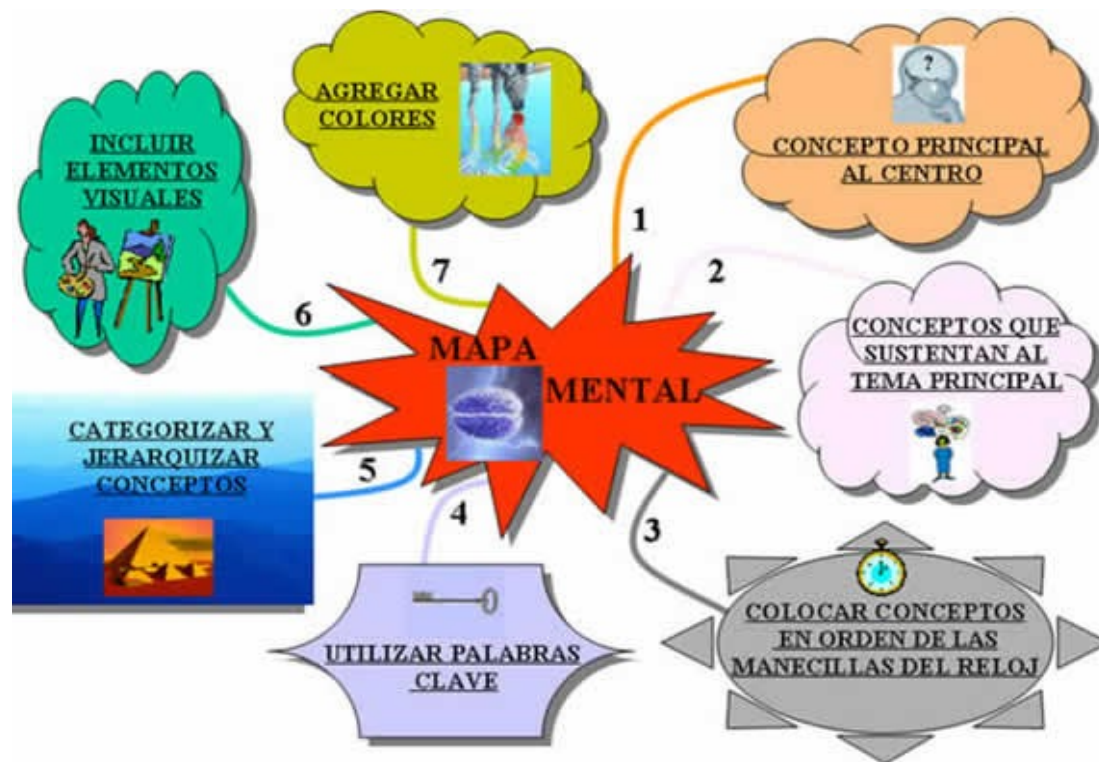 MAPA
MENTAL
1
?
CONCEPTO PRINCIPAL
AL CENTRO
2
CONCEPTOS QUE
SUSTENTAN AL
TEMA PRINCIPAL
3
COLOCAR CONCEPTOS
EN ORDEN DE LAS
MANECILLAS DEL RELOJ
4
UTILIZAR PALABRAS
CLAVE
5
CATEGORIZAR Y
JERARQUIZAR
CONCEPTOS
6
INCLUIR
ELEMENTOS
VISUALES
7
AGREGAR
COLORES